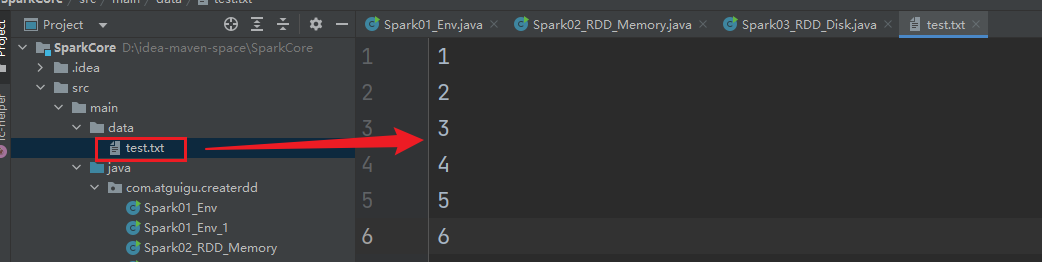 SparkCore / src / main / data / test.txt
Project
Spark01_Env.java
Spark02_RDD_Memory.java
Spark03_RDD_Disk.java
test.txt
Project
SparkCore D:\idea-maven-space\SparkCore
.idea
src
main
data
test.txt
java
com.atguigu.createrdd
Spark01_Env
Spark01_Env_1
Spark02_RDD_Memory
1 1
2 2
3 3
4 4
5 5
6 6